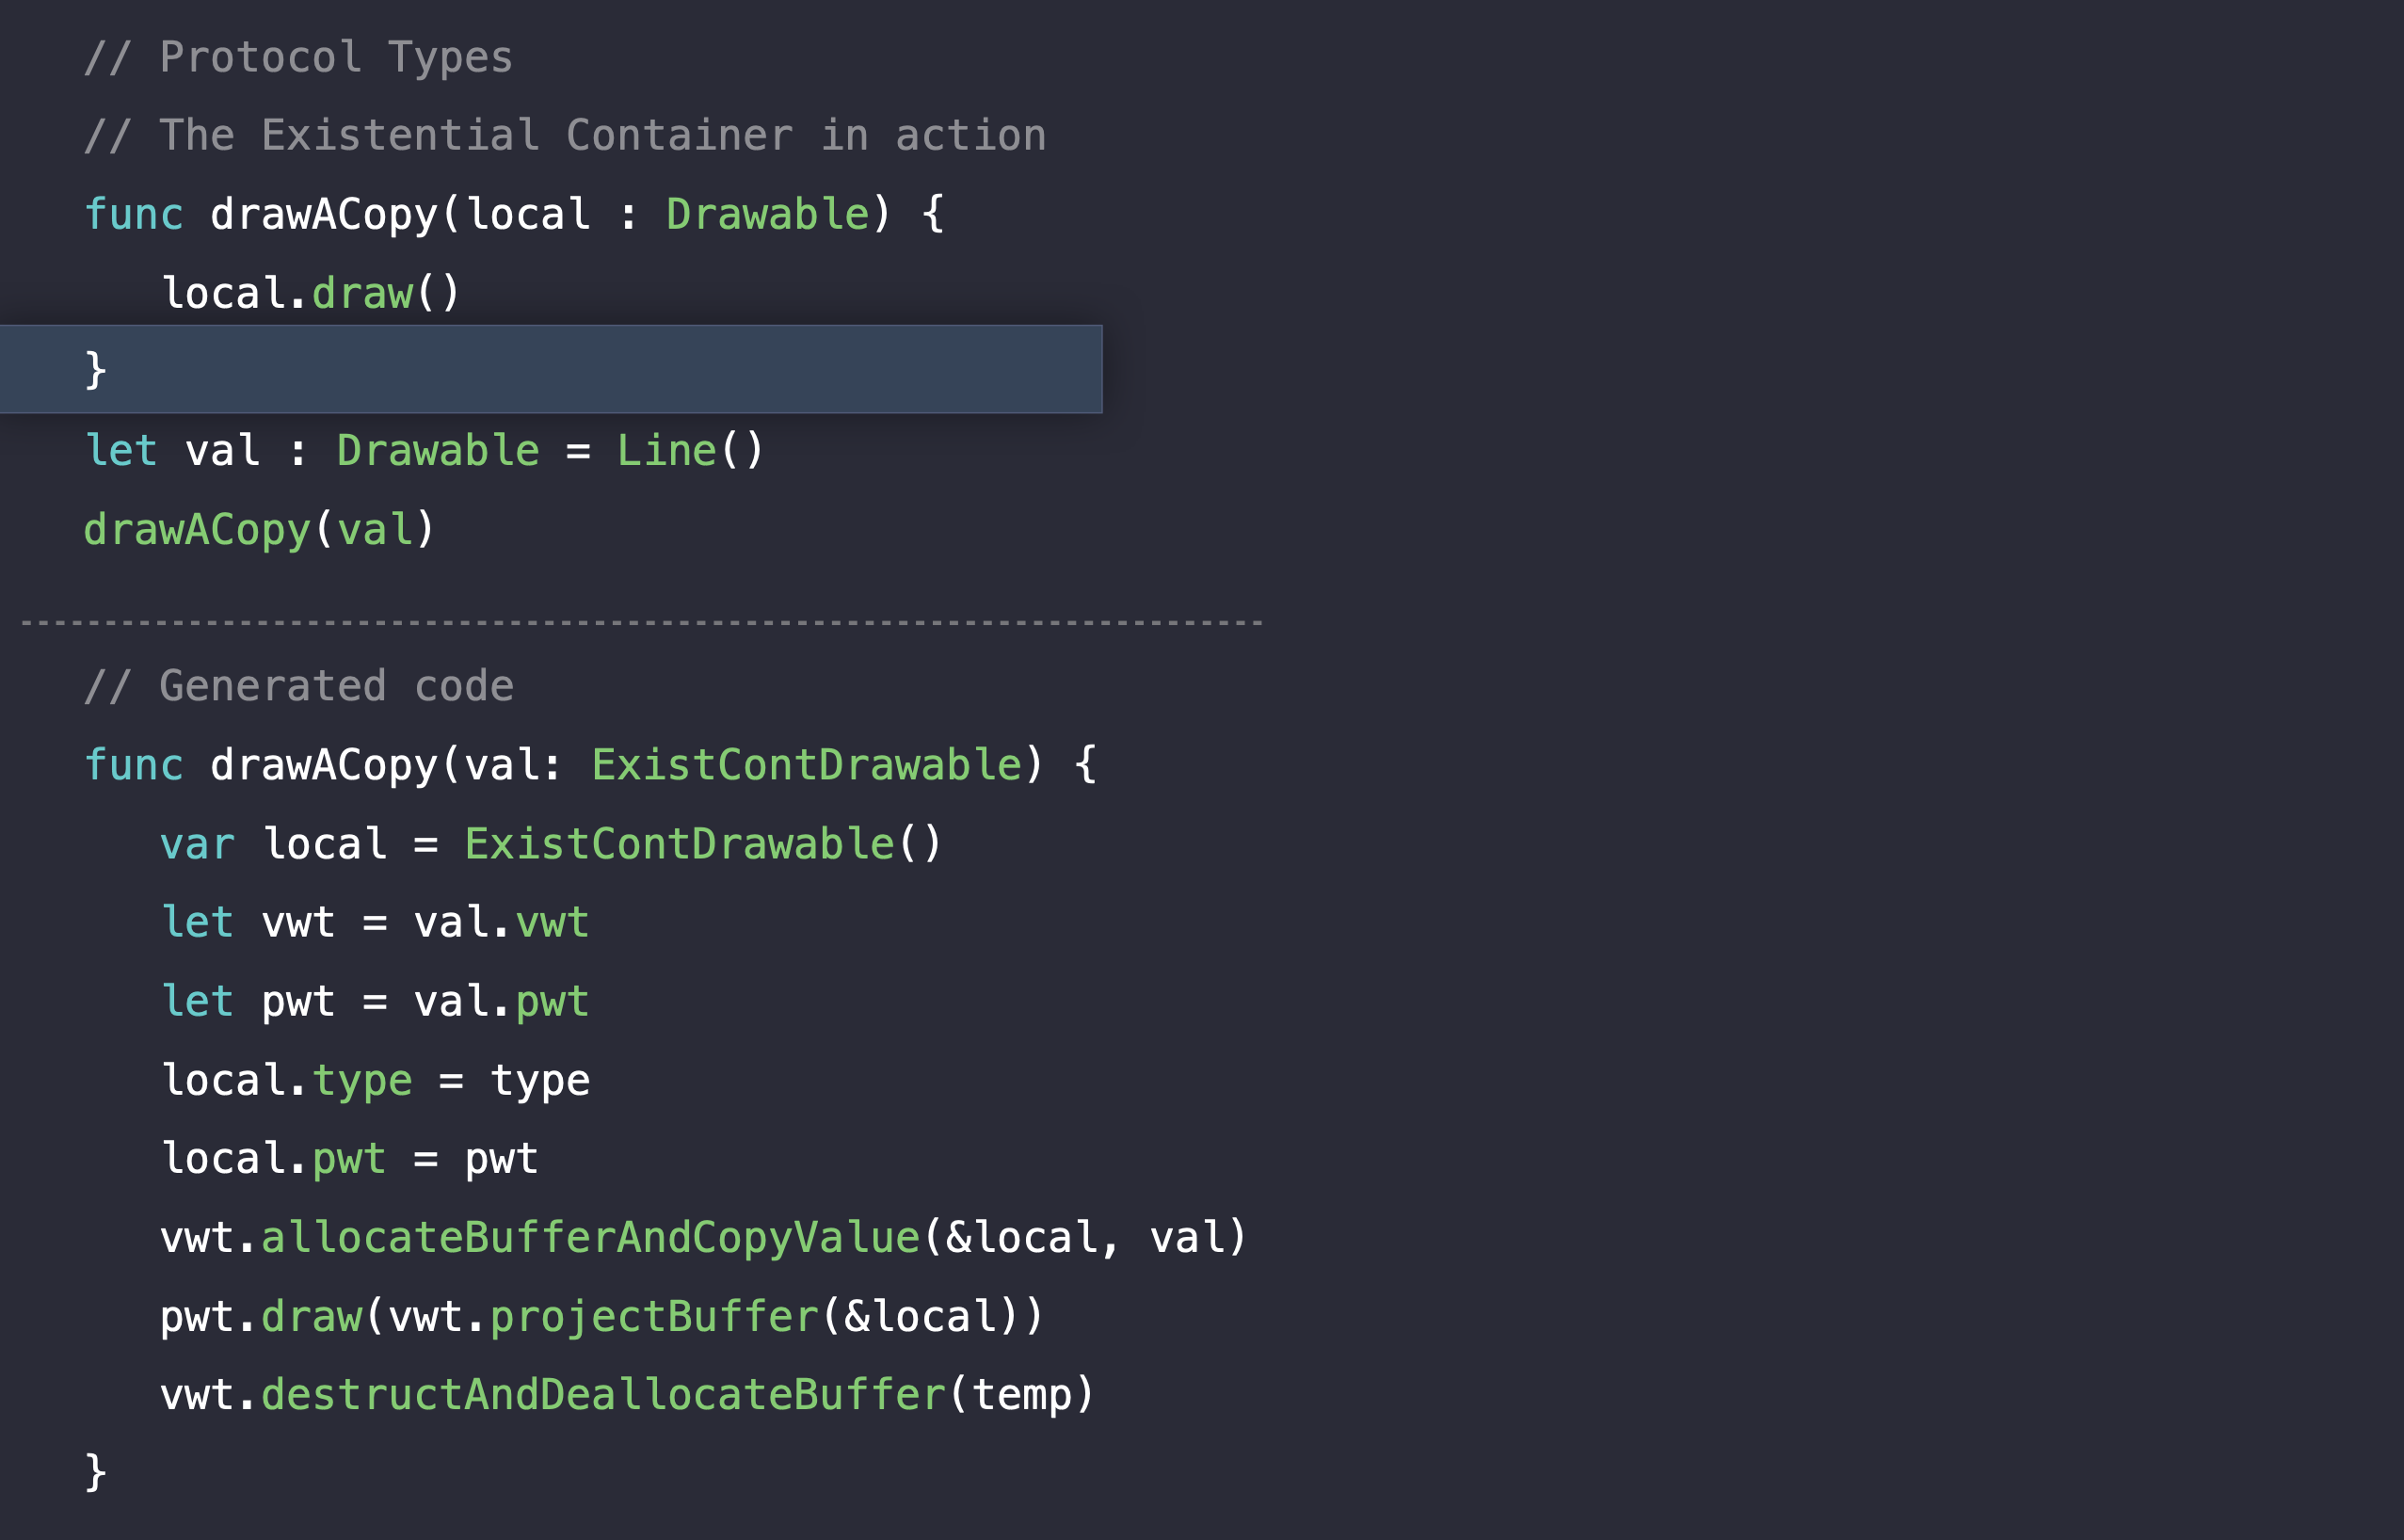 // Protocol Types
// The Existential Container in action
func drawACopy(local : Drawable) {
   local.draw()
}
let val : Drawable = Line()
drawACopy(val)
--------------------------------------------------------------------------
// Generated code
func drawACopy(val: ExistContDrawable) {
   var local = ExistContDrawable()
   let vwt = val.vwt
   let pwt = val.pwt
   local.type = type
   local.pwt = pwt
   vwt.allocateBufferAndCopyValue(&local, val)
   pwt.draw(vwt.projectBuffer(&local))
   vwt.destructAndDeallocateBuffer(temp)
}